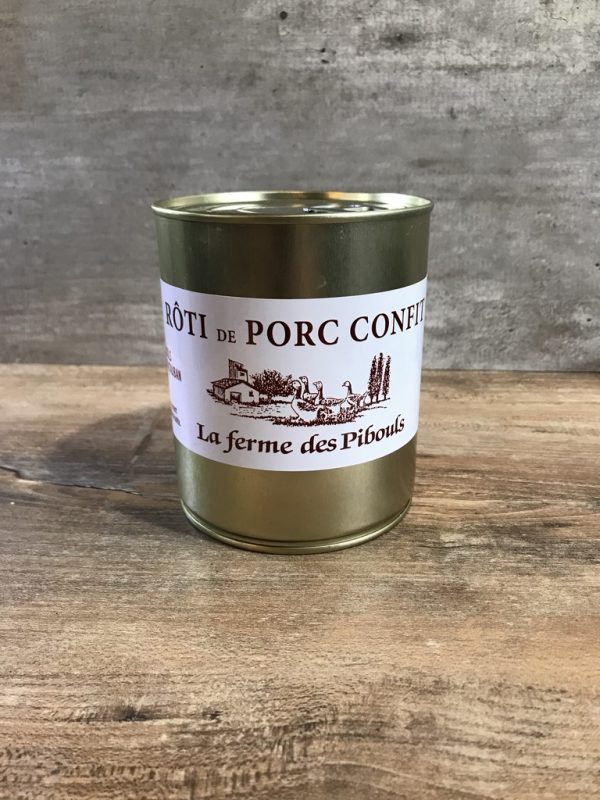 RÔTI DE PORC CONFIT
La ferme des Pibouls